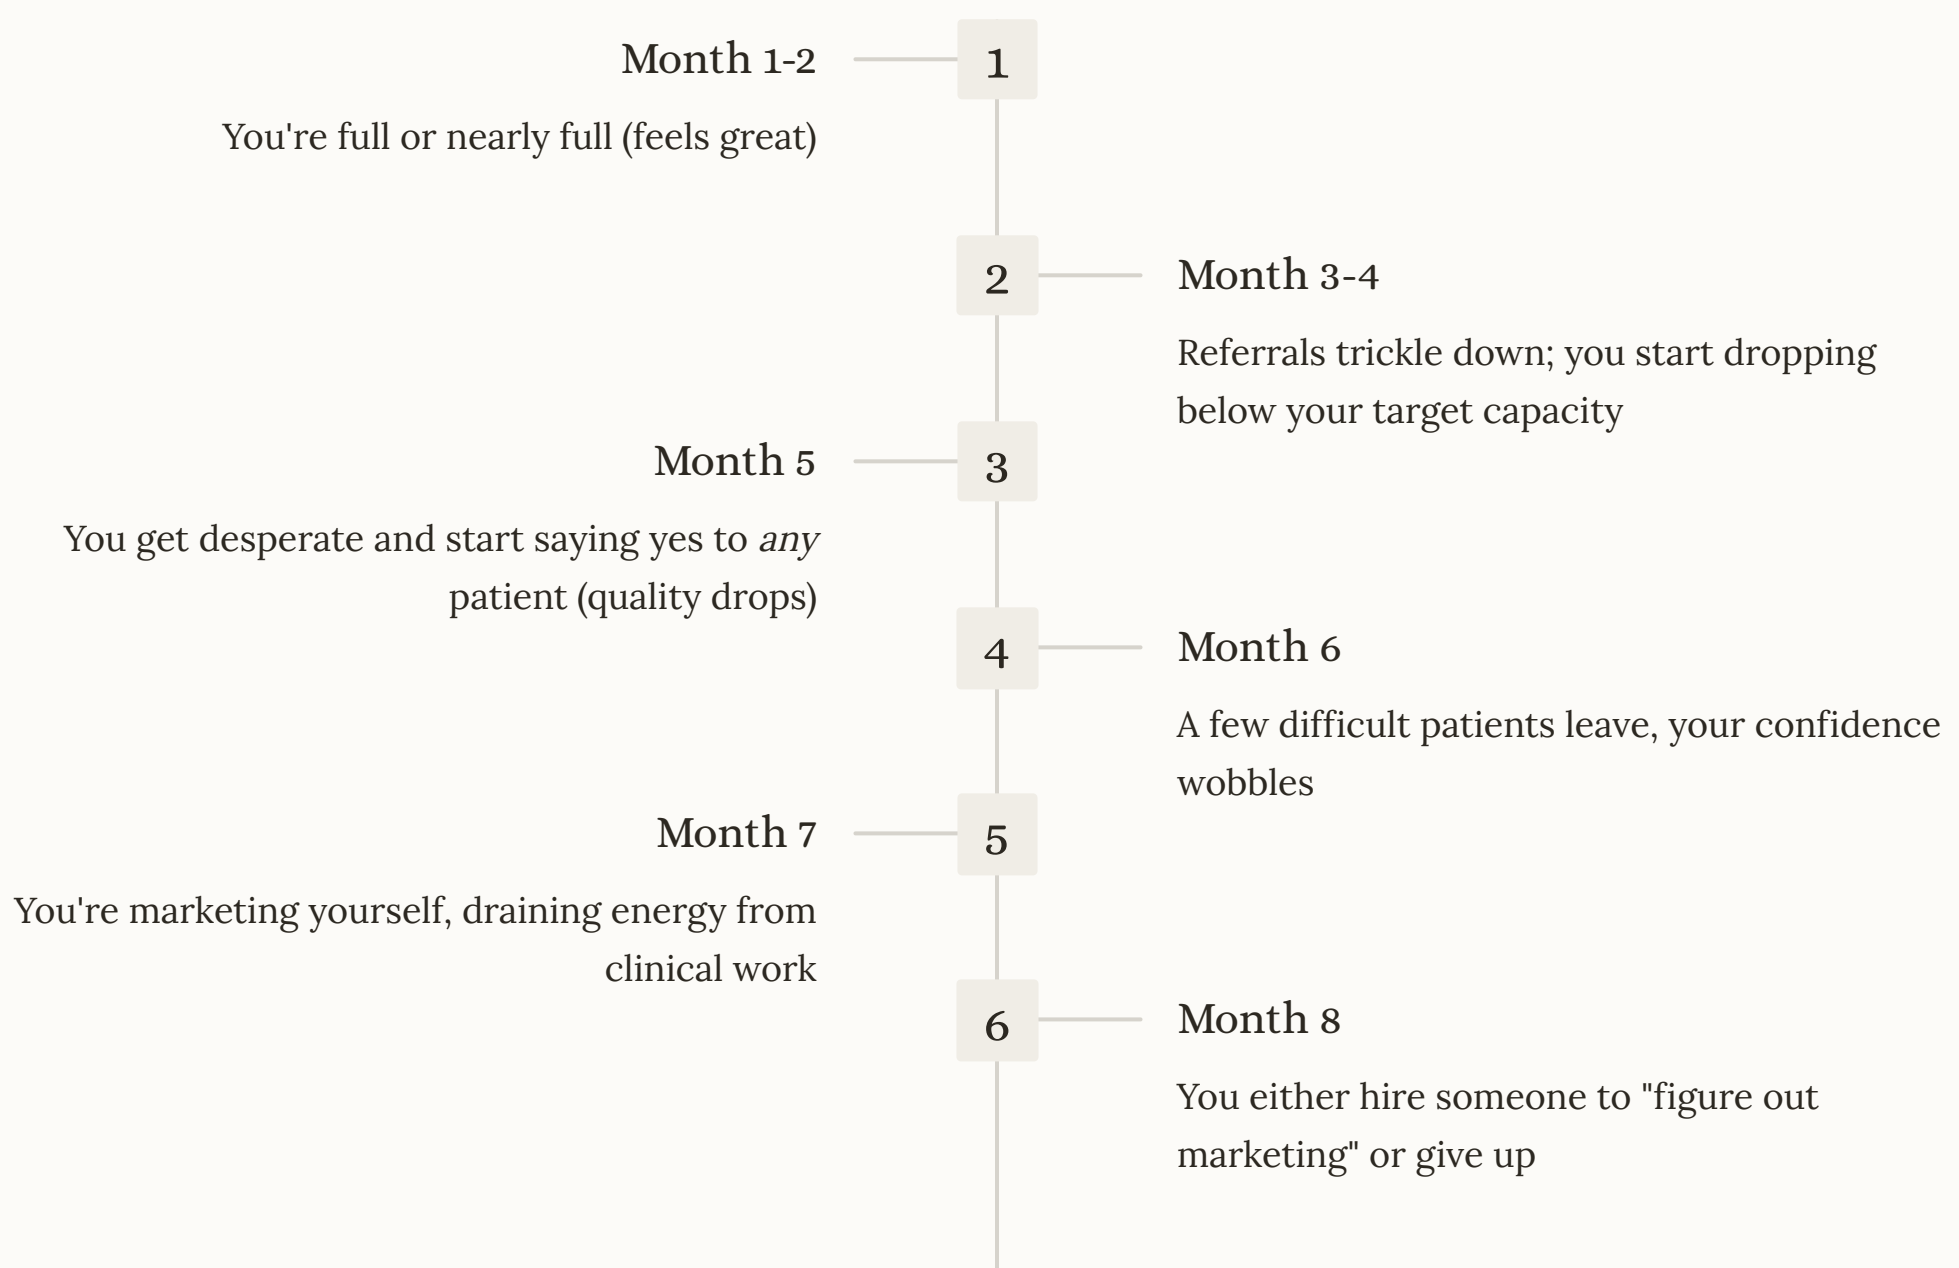 Month 1-2
1
You're full or nearly full (feels great)
2
Month 3-4
Referrals trickle down; you start dropping
below your target capacity
Month 5
3
You get desperate and start saying yes to any
patient (quality drops)
4
Month 6
A few difficult patients leave, your confidence
wobbles
Month 7
5
You're marketing yourself, draining energy from
clinical work
6
Month 8
You either hire someone to "figure out
marketing" or give up